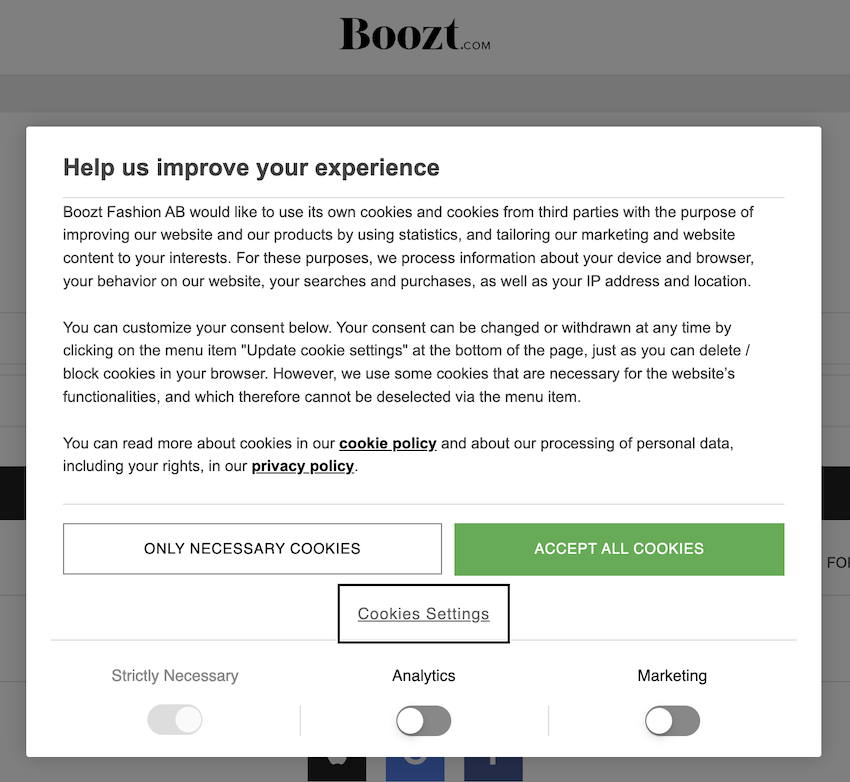 Boozt.COM
Help us improve your experience
Boozt Fashion AB would like to use its own cookies and cookies from third parties with the purpose of
improving our website and our products by using statistics, and tailoring our marketing and website
content to your interests. For these purposes, we process information about your device and browser,
your behavior on our website, your searches and purchases, as well as your IP address and location.
You can customize your consent below. Your consent can be changed or withdrawn at any time by
clicking on the menu item "Update cookie settings" at the bottom of the page, just as you can delete /
block cookies in your browser. However, we use some cookies that are necessary for the website’s
functionalities, and which therefore cannot be deselected via the menu item.
You can read more about cookies in our cookie policy and about our processing of personal data,
including your rights, in our privacy policy.
ONLY NECESSARY COOKIES
ACCEPT ALL COOKIES
Cookies Settings
Strictly Necessary
Analytics
Marketing